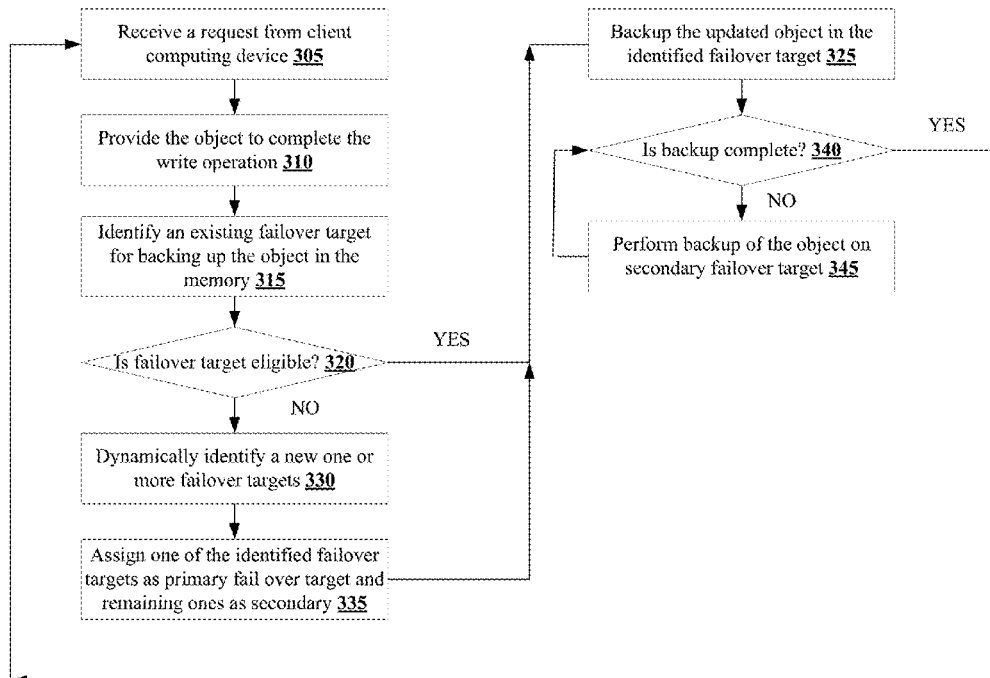 Receive a request from client
computing device 305
Provide the object to complete the
write operation 310
Identify an existing failover target
for backing up the object in the
memory 315
Is failover target eligible? 320
YES
NO
Dynamically identify a new one or
more failover targets 330
Assign one of the identified failover
targets as primary fail over target and
remaining ones as secondary 335
Backup the updated object in the
identified failover target 325
Is backup complete? 340
YES
NO
Perform backup of the object on
secondary failover target 345